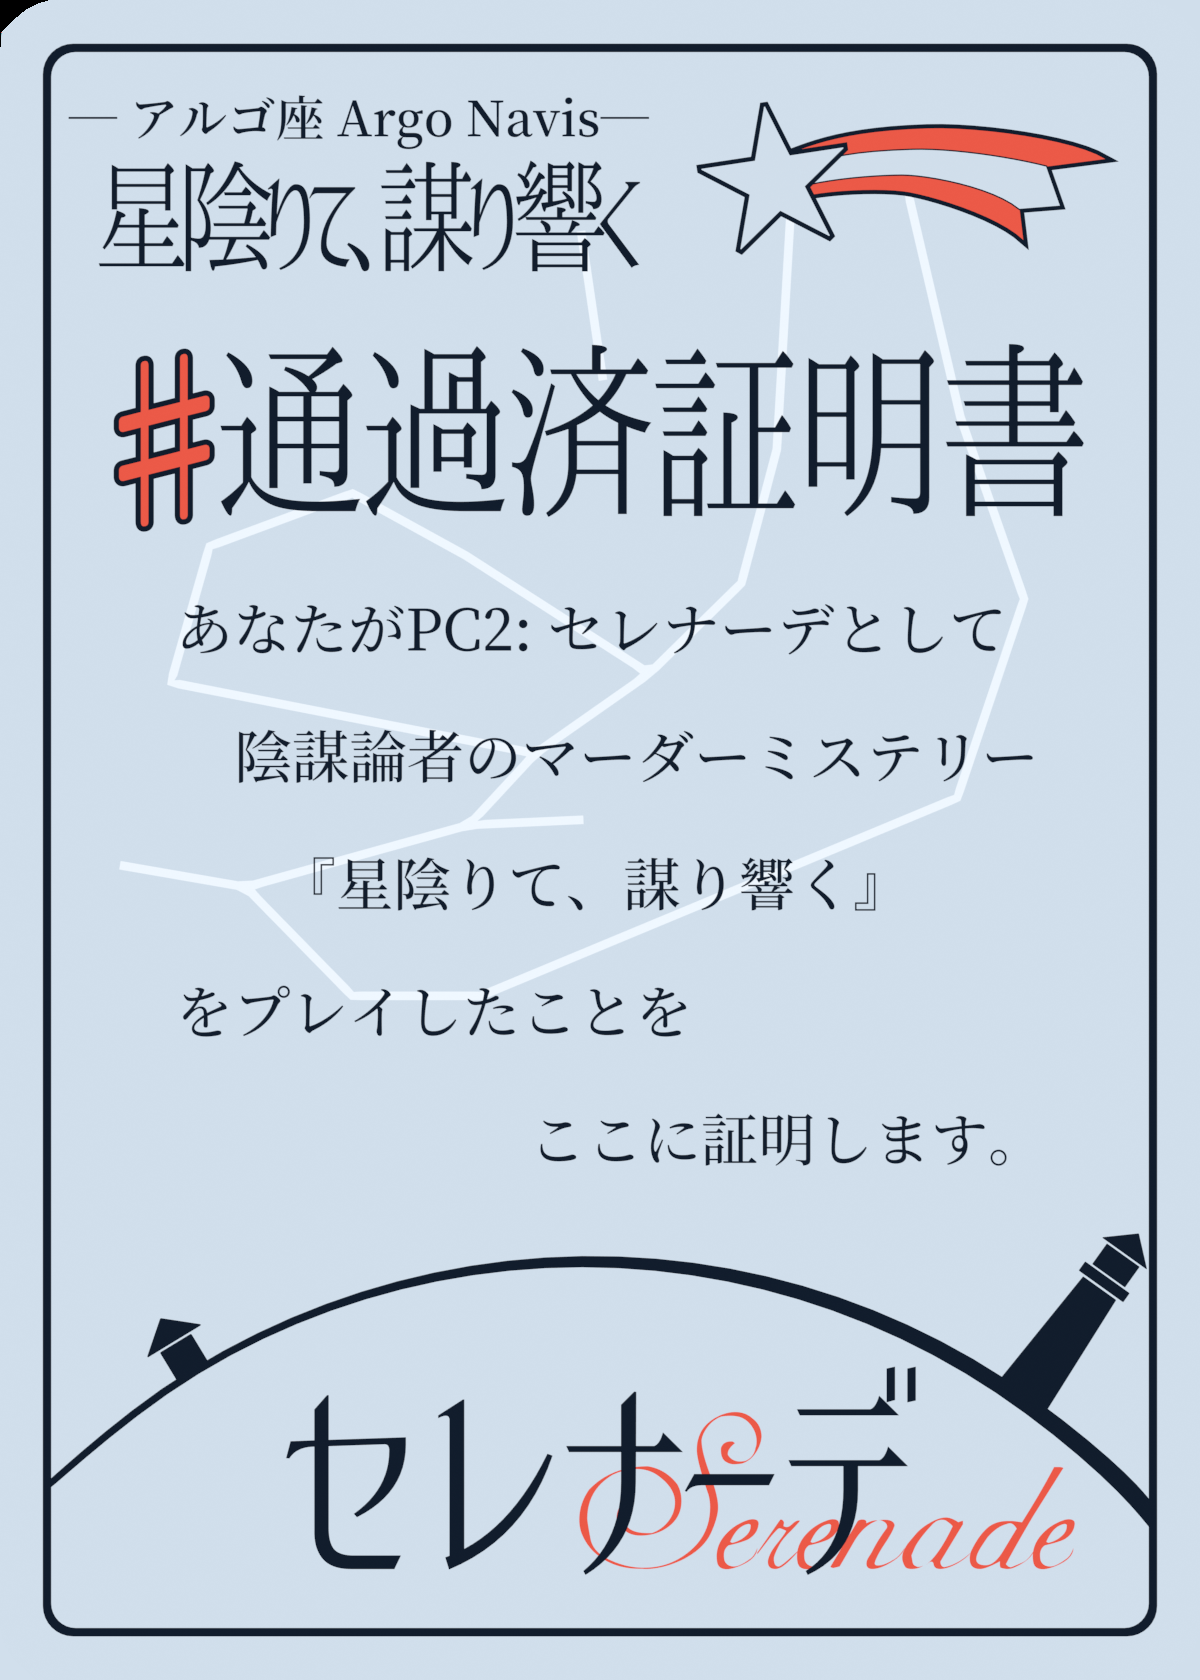 — アルゴ座 Argo Navis—
星陰りて、謀り響く
#通過済証明書
あなたがPC2: セレナーデとして
陰謀論者のマーダーミステリー
『星陰りて、謀り響く』
をプレイしたことを
ここに証明します。
セレナーデ
Serenade